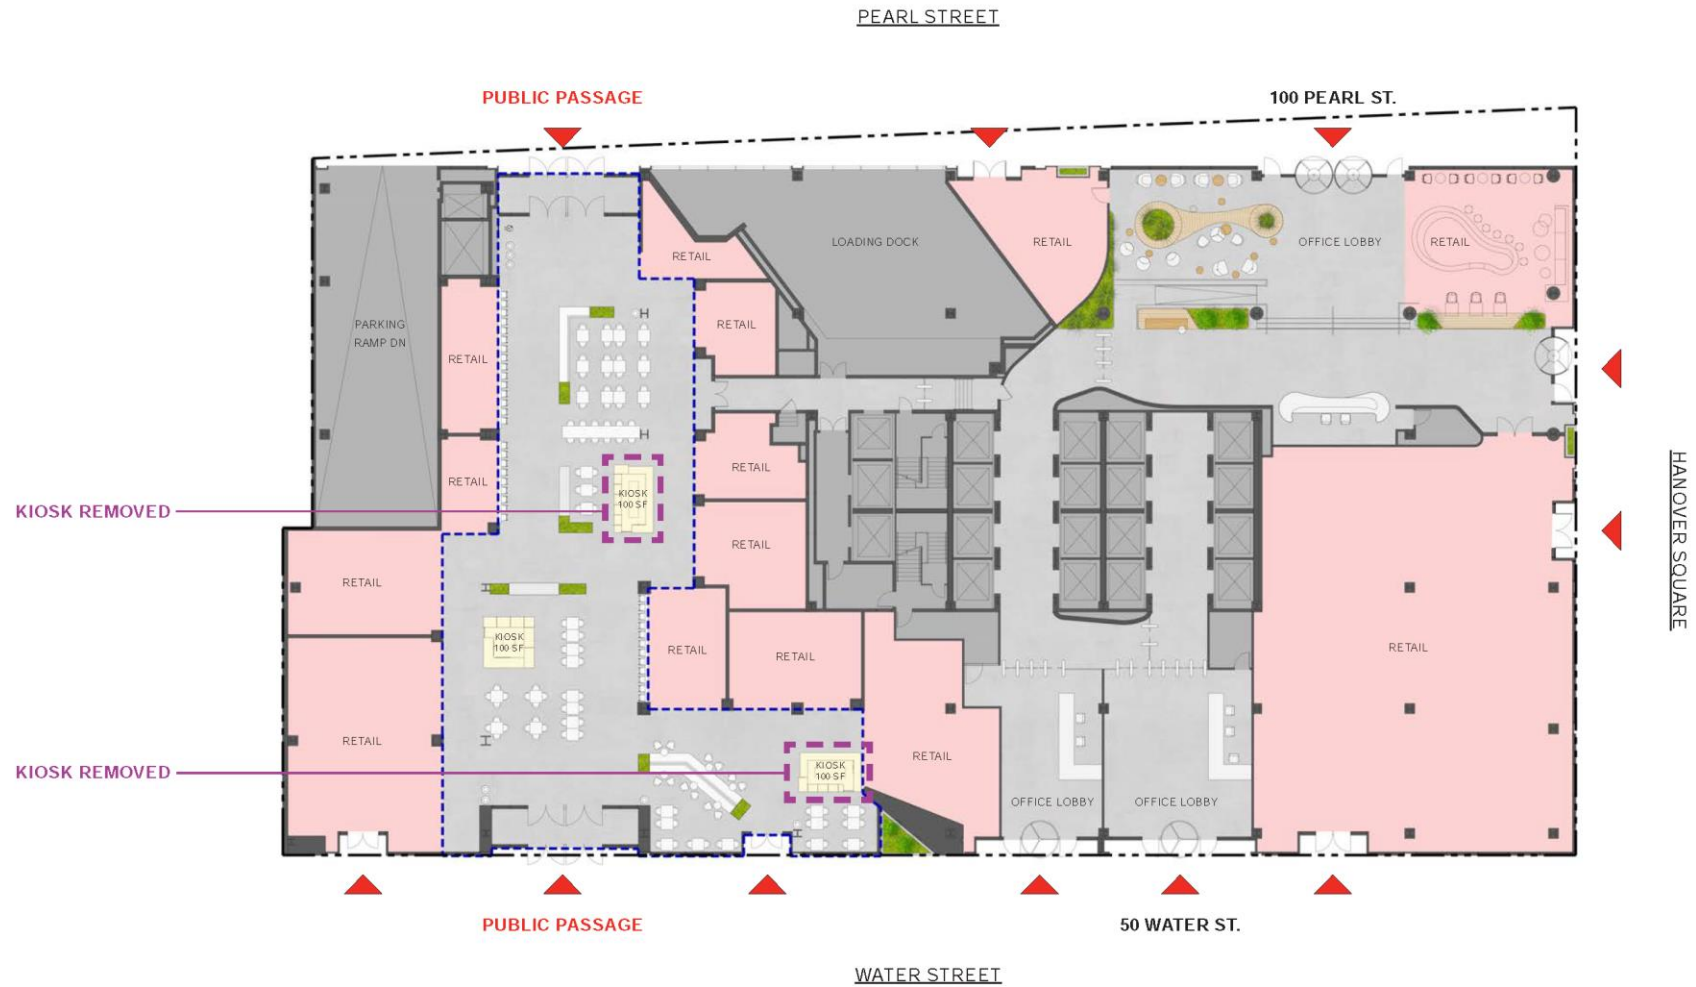 PEARL STREET
PUBLIC PASSAGE
100 PEARL ST.
LOADING DOCK
RETAIL
OFFICE LOBBY
RETAIL
RETAIL
PARKING
RAMP DN
RETAIL
RETAIL
RETAIL
RETAIL
RETAIL
KIOSK
100 SF
KIOSK REMOVED
HANOVER SQUARE
RETAIL
RETAIL
KIOSK
100 SF
RETAIL
RETAIL
RETAIL
RETAIL
RETAIL
KIOSK REMOVED
KIOSK
100 SF
OFFICE LOBBY
OFFICE LOBBY
PUBLIC PASSAGE
50 WATER ST.
WATER STREET